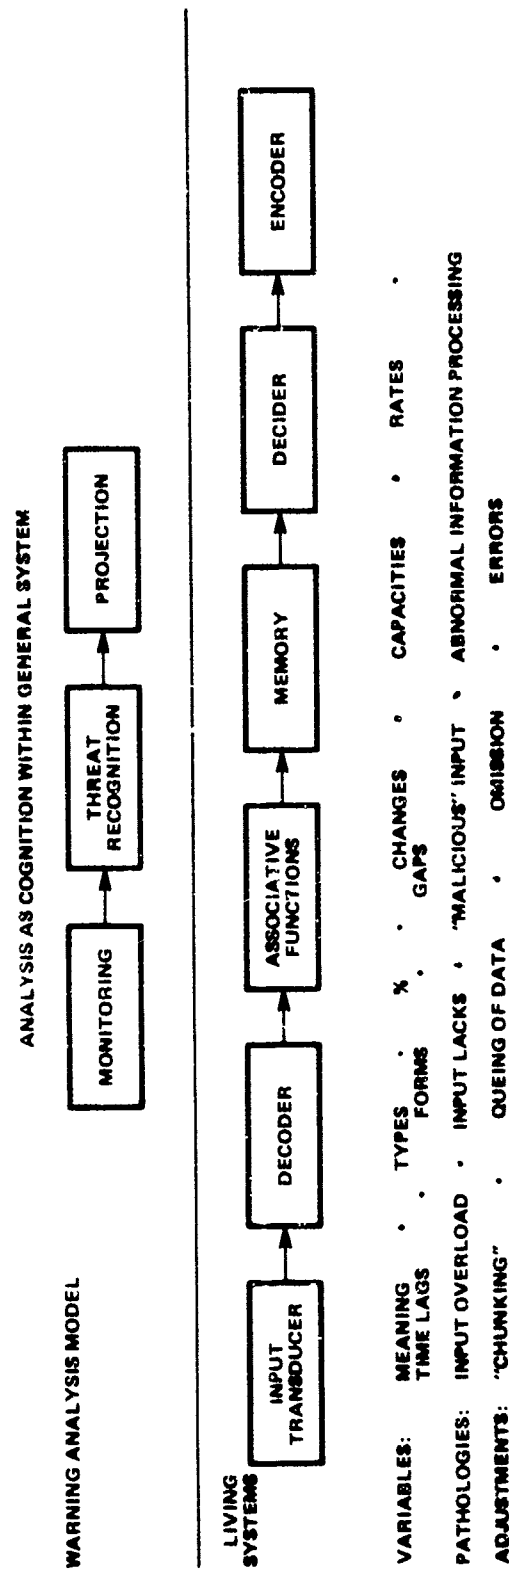 ANALYSIS AS COGNITION WITHIN GENERAL SYSTEM
WARNING ANALYSIS MODEL
MONITORING
THREAT
RECOGNITION
PROJECTION
LIVING
SYSTEMS
INPUT
TRANSDUCER
DECODER
ASSOCIATIVE
FUNCTIONS
MEMORY
DECIDER
ENCODER
VARIABLES: MEANING • TYPES • % • CHANGES • CAPACITIES • RATES •
TIME LAGS • FORMS • GAPS
PATHOLOGIES: INPUT OVERLOAD • INPUT LACKS • "MALICIOUS" INPUT • ABNORMAL INFORMATION PROCESSING
ADJUSTMENTS: "CHUNKING" • QUEING OF DATA • OMISSION • ERRORS